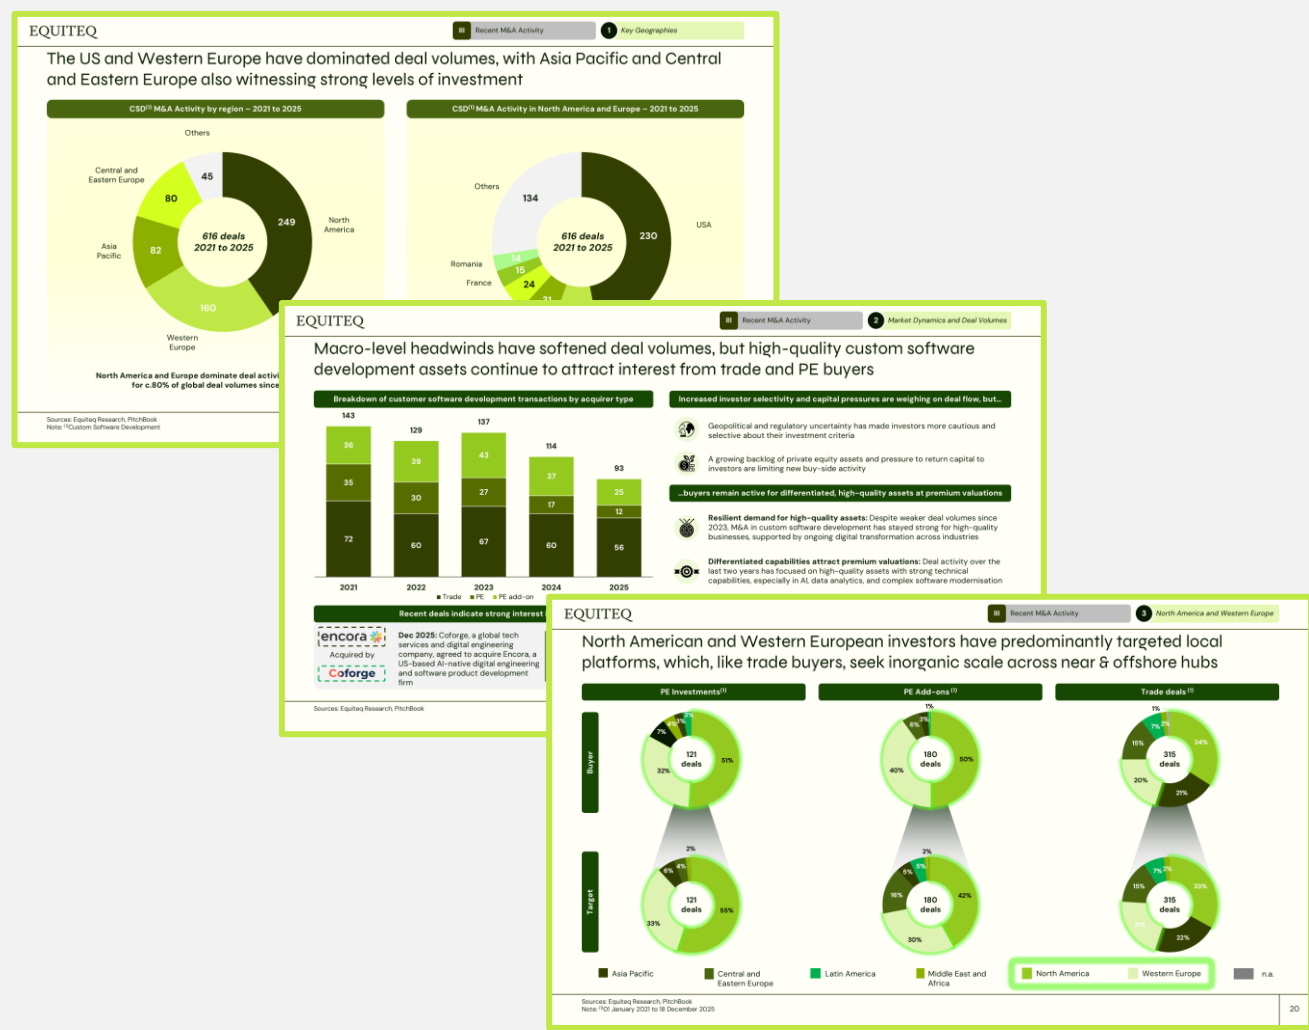 EQUITEQ
III Recent M&A Activity
1 Key Geographies
The US and Western Europe have dominated deal volumes, with Asia Pacific and Central
and Eastern Europe also witnessing strong levels of investment
CSD(1) M&A Activity by region – 2021 to 2025
Others
45
Central and
Eastern Europe
80
249
North
America
616 deals
2021 to 2025
Asia
Pacific
82
160
Western
Europe
North America and Europe dominate deal activi
for c.80% of global deal volumes since
CSD(1) M&A Activity in North America and Europe – 2021 to 2025
Others
134
USA
230
616 deals
2021 to 2025
Romania
14
15
France
24
31
Sources: Equiteq Research, PitchBook
Note: (1)Custom Software Development
EQUITEQ
III Recent M&A Activity
2 Market Dynamics and Deal Volumes
Macro-level headwinds have softened deal volumes, but high-quality custom software
development assets continue to attract interest from trade and PE buyers
Breakdown of customer software development transactions by acquirer type
143
129
137
114
93
36
39
43
37
25
35
30
27
17
12
72
60
67
60
56
2021
2022
2023
2024
2025
Trade PE PE add-on
Increased investor selectivity and capital pressures are weighing on deal flow, but…
Geopolitical and regulatory uncertainty has made investors more cautious and
selective about their investment criteria
A growing backlog of private equity assets and pressure to return capital to
investors are limiting new buy-side activity
…buyers remain active for differentiated, high-quality assets at premium valuations
Resilient demand for high-quality assets: Despite weaker deal volumes since
2023, M&A in custom software development has stayed strong for high-quality
businesses, supported by ongoing digital transformation across industries
Differentiated capabilities attract premium valuations: Deal activity over the
last two years has focused on high-quality assets with strong technical
capabilities, especially in AI, data analytics, and complex software modernisation
Recent deals indicate strong interest
encora
Acquired by
Coforge
Dec 2025: Coforge, a global tech
services and digital engineering
company, agreed to acquire Encora, a
US-based AI-native digital engineering
and software product development
firm
Sources: Equiteq Research, PitchBook
EQUITEQ
III Recent M&A Activity
3 North America and Western Europe
North American and Western European investors have predominantly targeted local
platforms, which, like trade buyers, seek inorganic scale across near & offshore hubs
PE Investments(1)
PE Add-ons (1)
Trade deals (1)
Buyer
7%
4%
3%
51%
32%
121
deals
1%
6%
3%
50%
40%
180
deals
1%
7%
2%
34%
15%
20%
21%
315
deals
Target
2%
6%
4%
55%
33%
121
deals
2%
5%
5%
42%
16%
30%
180
deals
7%
2%
33%
15%
22%
315
deals
Asia Pacific
Central and
Eastern Europe
Latin America
Middle East and
Africa
North America
Western Europe
n.a.
Sources: Equiteq Research, PitchBook
Note: (1)01 January 2021 to 18 December 2025
20